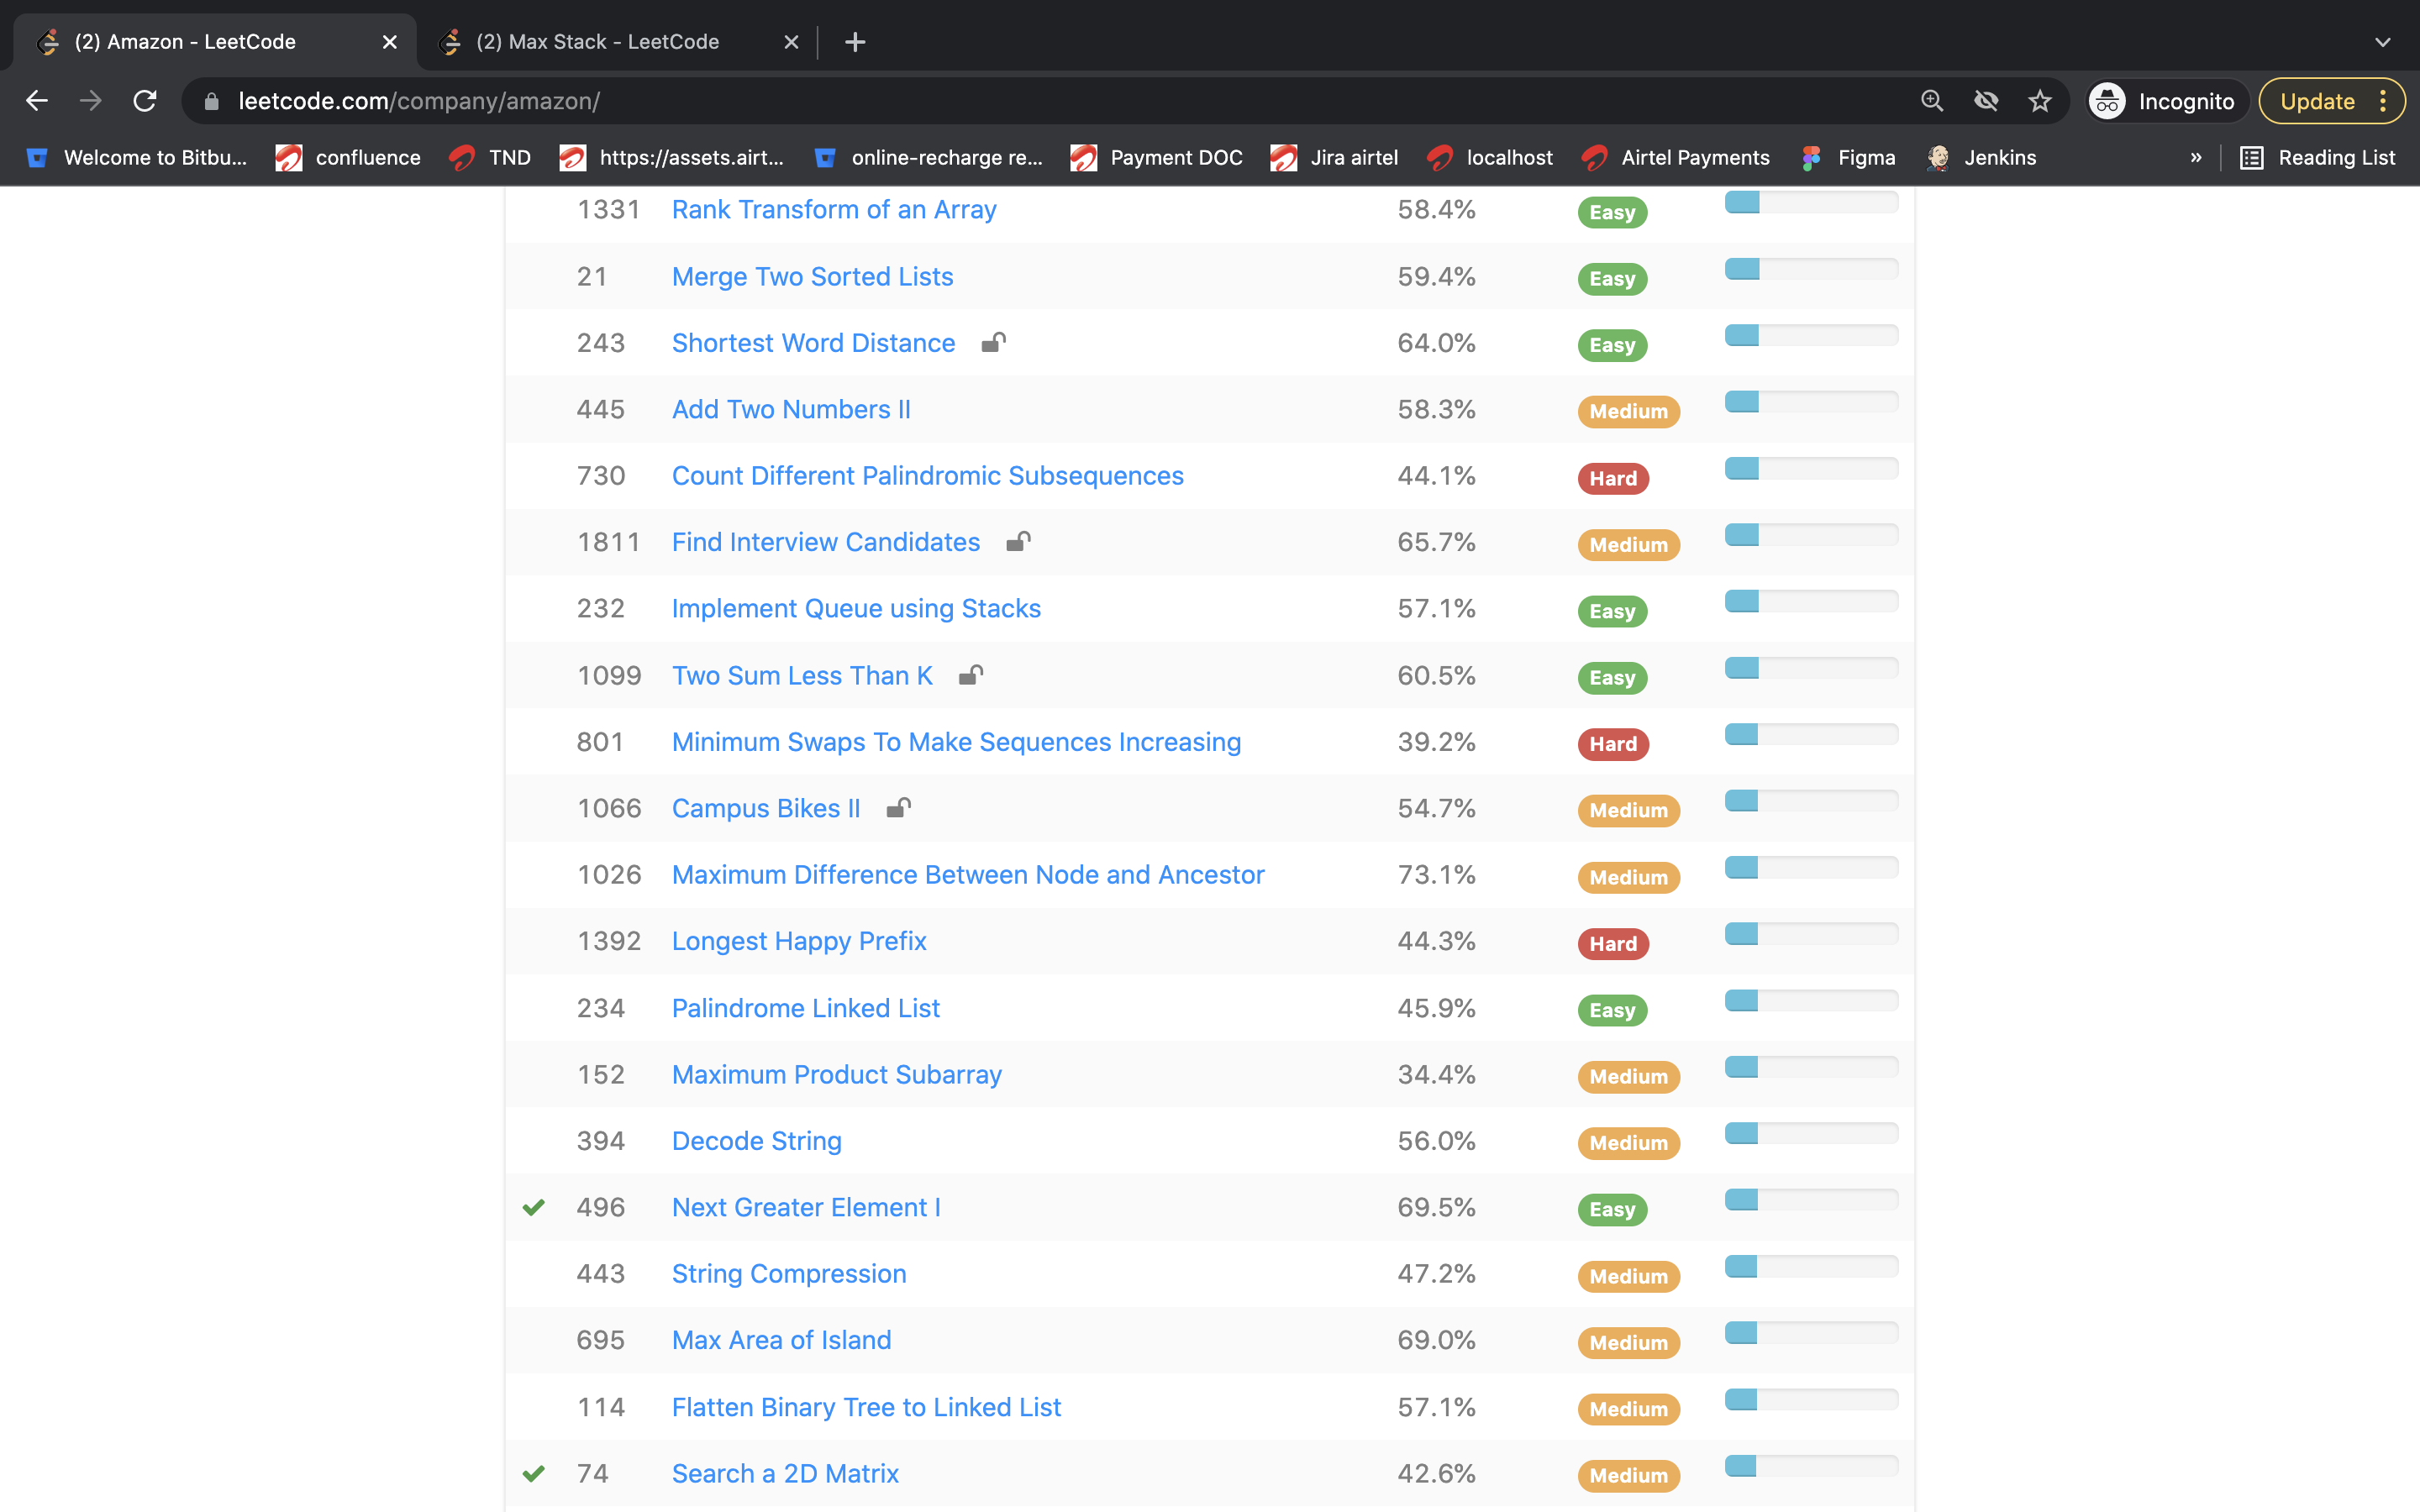 (2) Amazon - LeetCode
(2) Max Stack - LeetCode
leetcode.com/company/amazon/
Incognito
Update
Welcome to Bitbu... confluence TND https://assets.airt... online-recharge re... Payment DOC Jira airtel localhost Airtel Payments Figma Jenkins » Reading List
1331 Rank Transform of an Array 58.4% Easy
21 Merge Two Sorted Lists 59.4% Easy
243 Shortest Word Distance 64.0% Easy
445 Add Two Numbers II 58.3% Medium
730 Count Different Palindromic Subsequences 44.1% Hard
1811 Find Interview Candidates 65.7% Medium
232 Implement Queue using Stacks 57.1% Easy
1099 Two Sum Less Than K 60.5% Easy
801 Minimum Swaps To Make Sequences Increasing 39.2% Hard
1066 Campus Bikes II 54.7% Medium
1026 Maximum Difference Between Node and Ancestor 73.1% Medium
1392 Longest Happy Prefix 44.3% Hard
234 Palindrome Linked List 45.9% Easy
152 Maximum Product Subarray 34.4% Medium
394 Decode String 56.0% Medium
496 Next Greater Element I 69.5% Easy
443 String Compression 47.2% Medium
695 Max Area of Island 69.0% Medium
114 Flatten Binary Tree to Linked List 57.1% Medium
74 Search a 2D Matrix 42.6% Medium